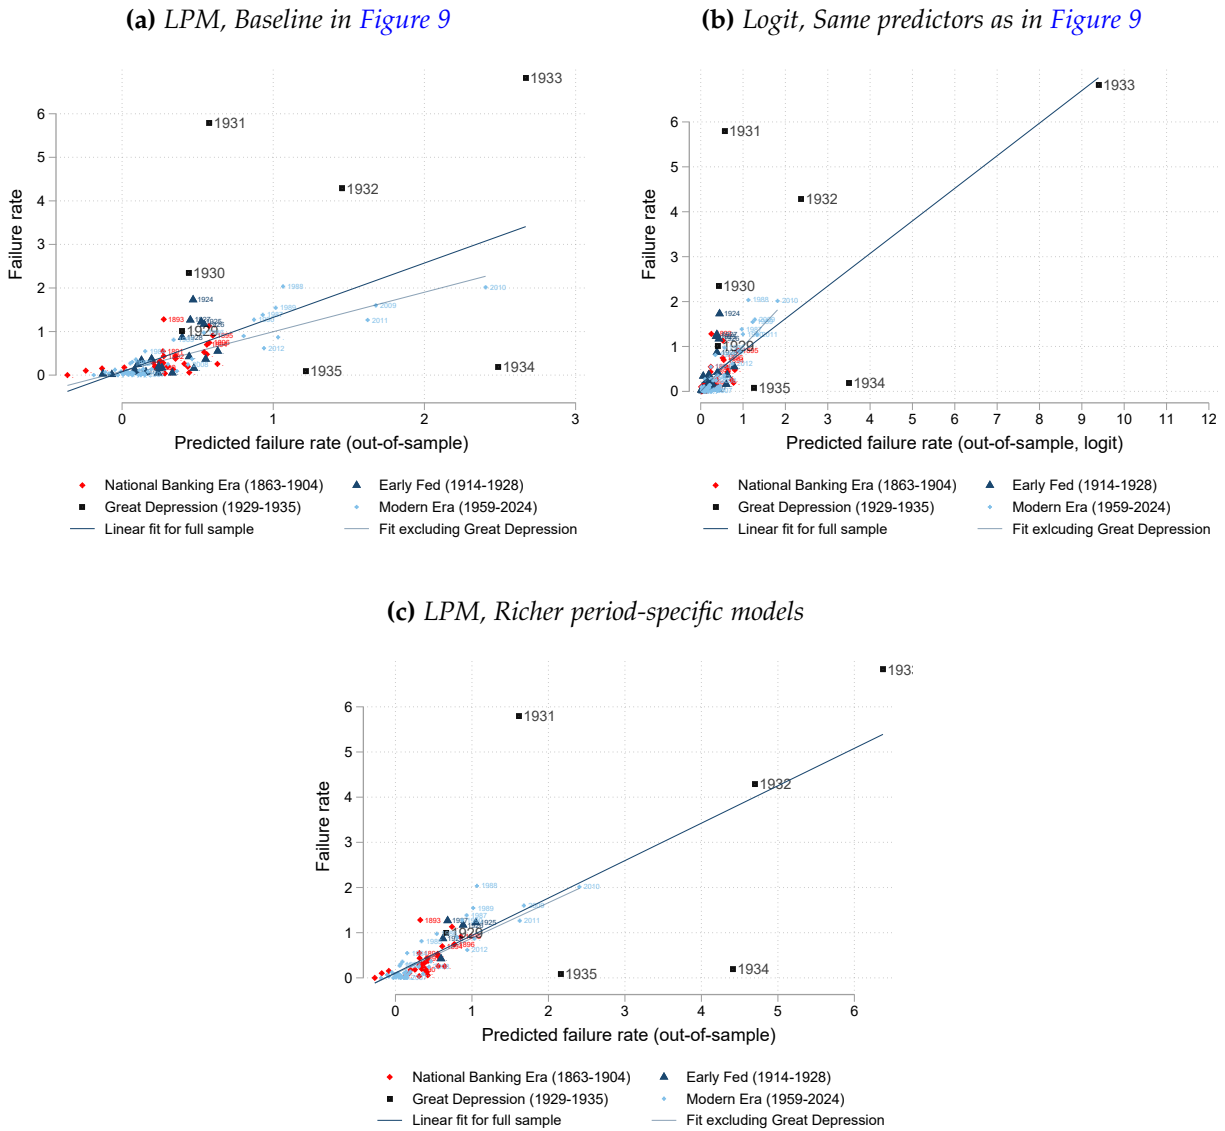 (a) LPM, Baseline in Figure 9
Failure rate
6
5
4
3
2
1
0
1933
1931
1932
1930
1924
1988
2010
1893
1989
2009
2011
1929
1928
1895
2012
1935
1934
0 1 2 3
Predicted failure rate (out-of-sample)
National Banking Era (1863-1904)
Early Fed (1914-1928)
Great Depression (1929-1935)
Modern Era (1959-2024)
Linear fit for full sample
Fit exlcuding Great Depression
(b) Logit, Same predictors as in Figure 9
Failure rate
6
5
4
3
2
1
0
1933
1931
1932
1930
1988
2010
1924
1929
2012
1935
1934
0 1 2 3 4 5 6 7 8 9 10 11 12
Predicted failure rate (out-of-sample, logit)
National Banking Era (1863-1904)
Early Fed (1914-1928)
Great Depression (1929-1935)
Modern Era (1959-2024)
Linear fit for full sample
Fit exlcuding Great Depression
(c) LPM, Richer period-specific models
Failure rate
6
5
4
3
2
1
0
1931
1932
1988
2010
1989
1893
1987
2011
1925
1929
1896
2012
1935
1934
0 1 2 3 4 5 6
Predicted failure rate (out-of-sample)
National Banking Era (1863-1904)
Early Fed (1914-1928)
Great Depression (1929-1935)
Modern Era (1959-2024)
Linear fit for full sample
Fit excluding Great Depression